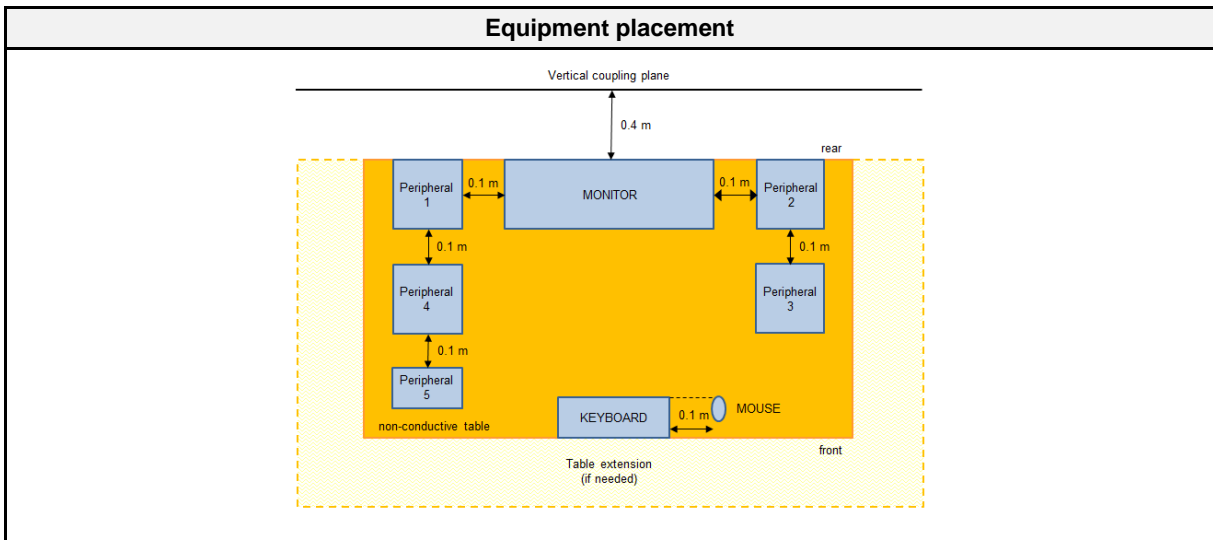 Equipment placement
Vertical coupling plane
0.4 m
rear
Peripheral
1
0.1 m
MONITOR
0.1 m
Peripheral
2
0.1 m
0.1 m
Peripheral
4
Peripheral
3
0.1 m
Peripheral
5
KEYBOARD
0.1 m
MOUSE
non-conductive table
front
Table extension
(if needed)